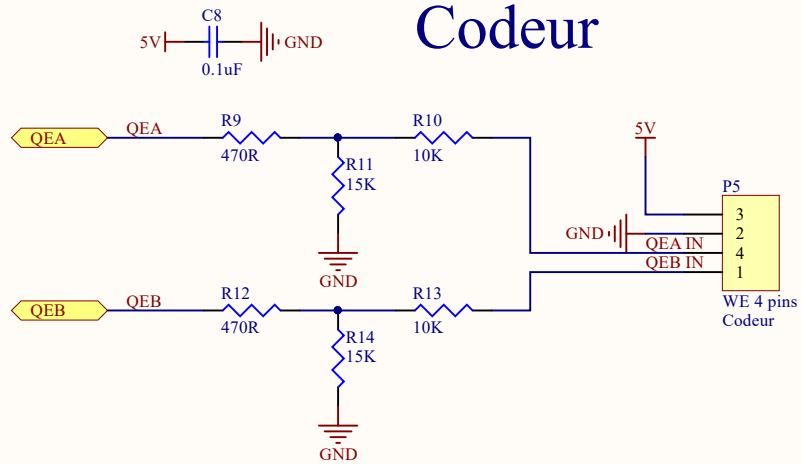 Codeur
C8
5V
GND
0.1uF
QEA
QEA
R9
470R
R10
10K
R11
15K
GND
5V
P5
3
GND
2
QEA IN
4
QEB IN
1
WE 4 pins
Codeur
QEB
QEB
R12
470R
R13
10K
R14
15K
GND